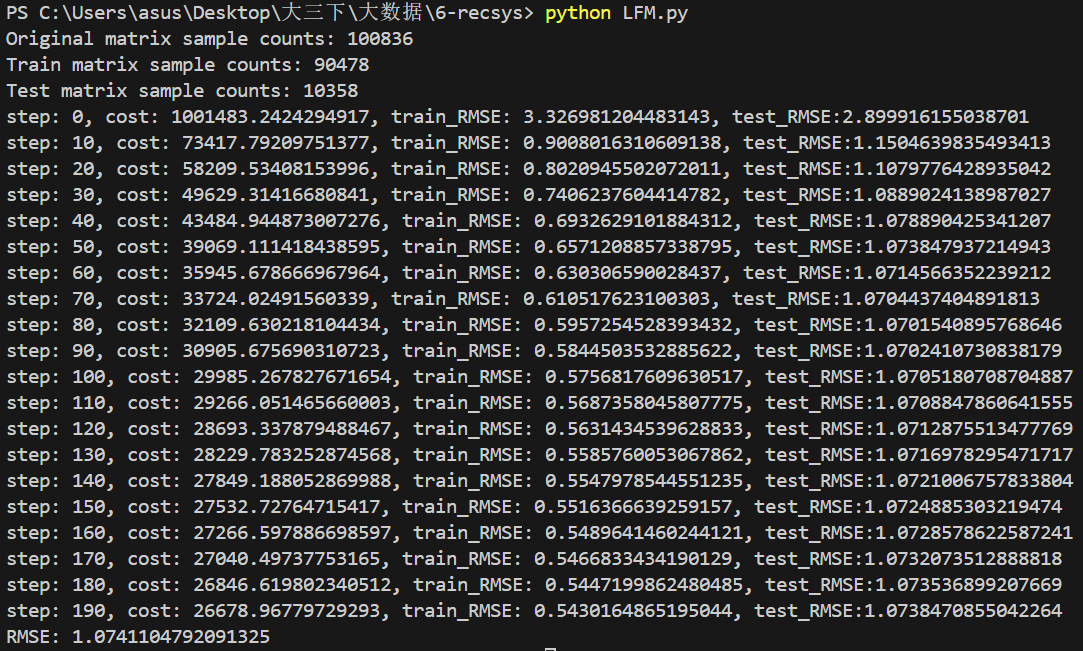 PS C:\Users\asus\Desktop\大三下\大数据\6-recsys> python LFM.py
Original matrix sample counts: 100836
Train matrix sample counts: 90478
Test matrix sample counts: 10358
step: 0, cost: 1001483.2424294917, train_RMSE: 3.326981204483143, test_RMSE:2.899916155038701
step: 10, cost: 73417.79209751377, train_RMSE: 0.9008016310609138, test_RMSE:1.1504639835493413
step: 20, cost: 58209.53408153996, train_RMSE: 0.8020945502072011, test_RMSE:1.1079776428935042
step: 30, cost: 49629.31416680841, train_RMSE: 0.7406237604414782, test_RMSE:1.0889024138987027
step: 40, cost: 43484.944873007276, train_RMSE: 0.6932629101884312, test_RMSE:1.078890425341207
step: 50, cost: 39069.111418438595, train_RMSE: 0.6571208857338795, test_RMSE:1.073847937214943
step: 60, cost: 35945.678666967964, train_RMSE: 0.630306590028437, test_RMSE:1.0714566352239212
step: 70, cost: 33724.02491560339, train_RMSE: 0.610517623100303, test_RMSE:1.0704437404891813
step: 80, cost: 32109.630218104434, train_RMSE: 0.5957254528393432, test_RMSE:1.0701540895768646
step: 90, cost: 30905.675690310723, train_RMSE: 0.5844503532885622, test_RMSE:1.0702410730838179
step: 100, cost: 29985.267827671654, train_RMSE: 0.5756817609630517, test_RMSE:1.0705180708704887
step: 110, cost: 29266.051465660003, train_RMSE: 0.5687358045807775, test_RMSE:1.0708847860641555
step: 120, cost: 28693.337879488467, train_RMSE: 0.5631434539628833, test_RMSE:1.0712875513477769
step: 130, cost: 28229.783252874568, train_RMSE: 0.5585760053067862, test_RMSE:1.0716978295471717
step: 140, cost: 27849.188052869988, train_RMSE: 0.5547978544551235, test_RMSE:1.0721006757833804
step: 150, cost: 27532.72764715417, train_RMSE: 0.5516366639259157, test_RMSE:1.0724885303219474
step: 160, cost: 27266.597886698597, train_RMSE: 0.5489641460244121, test_RMSE:1.0728578622587241
step: 170, cost: 27040.49737753165, train_RMSE: 0.5466833434190129, test_RMSE:1.0732073512888818
step: 180, cost: 26846.619802340512, train_RMSE: 0.5447199862480485, test_RMSE:1.073536899207669
step: 190, cost: 26678.96779729293, train_RMSE: 0.5430164865195044, test_RMSE:1.0738470855042264
RMSE: 1.0741104792091325